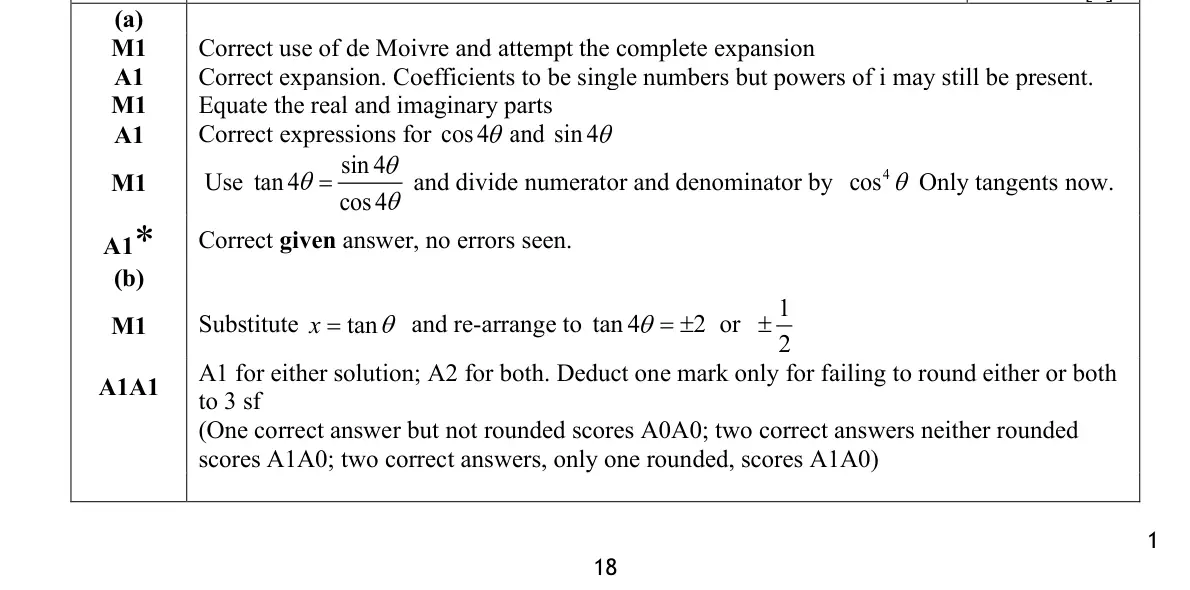 (a)
M1 Correct use of de Moivre and attempt the complete expansion
A1 Correct expansion. Coefficients to be single numbers but powers of i may still be present.
M1 Equate the real and imaginary parts
A1 Correct expressions for cos 4θ and sin 4θ
M1 Use tan 4θ = sin 4θ / cos 4θ and divide numerator and denominator by cos⁴ θ Only tangents now.
A1* Correct given answer, no errors seen.
(b)
M1 Substitute x = tan θ and re-arrange to tan 4θ = ±2 or ± 1/2
A1A1 A1 for either solution; A2 for both. Deduct one mark only for failing to round either or both
to 3 sf
(One correct answer but not rounded scores A0A0; two correct answers neither rounded
scores A1A0; two correct answers, only one rounded, scores A1A0)
1
18